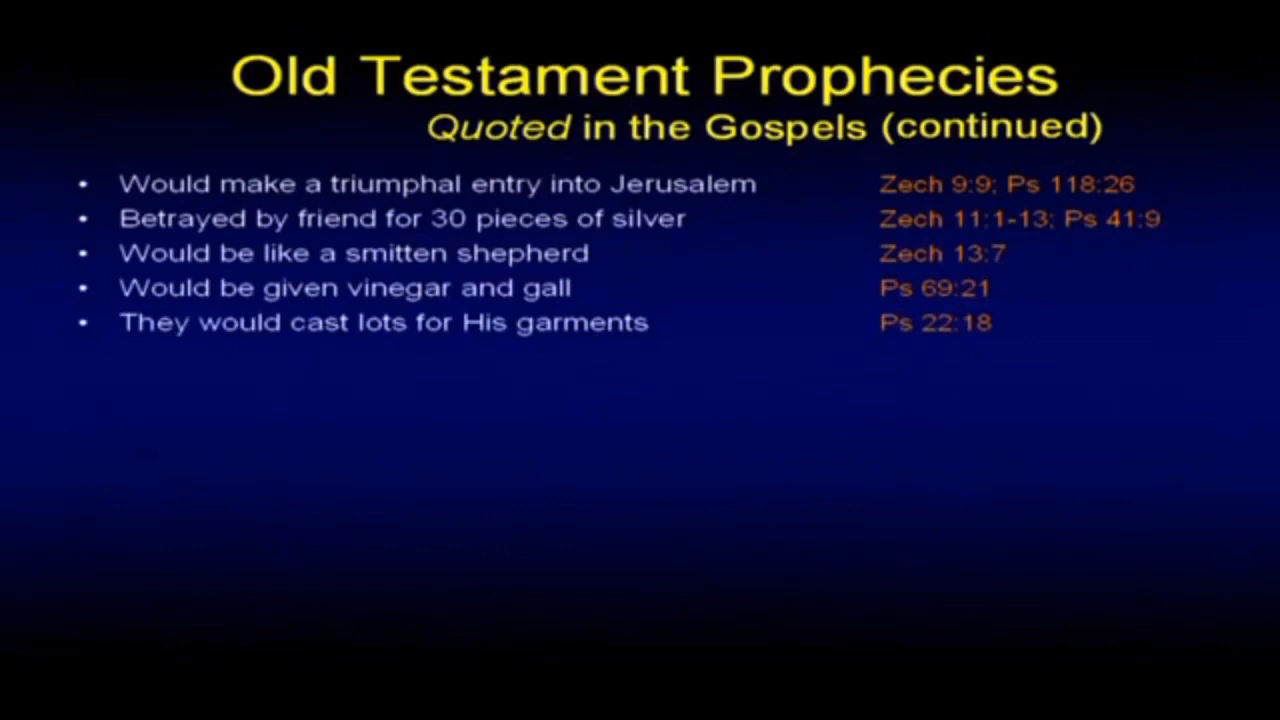 Old Testament Prophecies
Quoted in the Gospels (continued)
• Would make a triumphal entry into Jerusalem Zech 9:9; Ps 118:26
• Betrayed by friend for 30 pieces of silver Zech 11:1-13; Ps 41:9
• Would be like a smitten shepherd Zech 13:7
• Would be given vinegar and gall Ps 69:21
• They would cast lots for His garments Ps 22:18